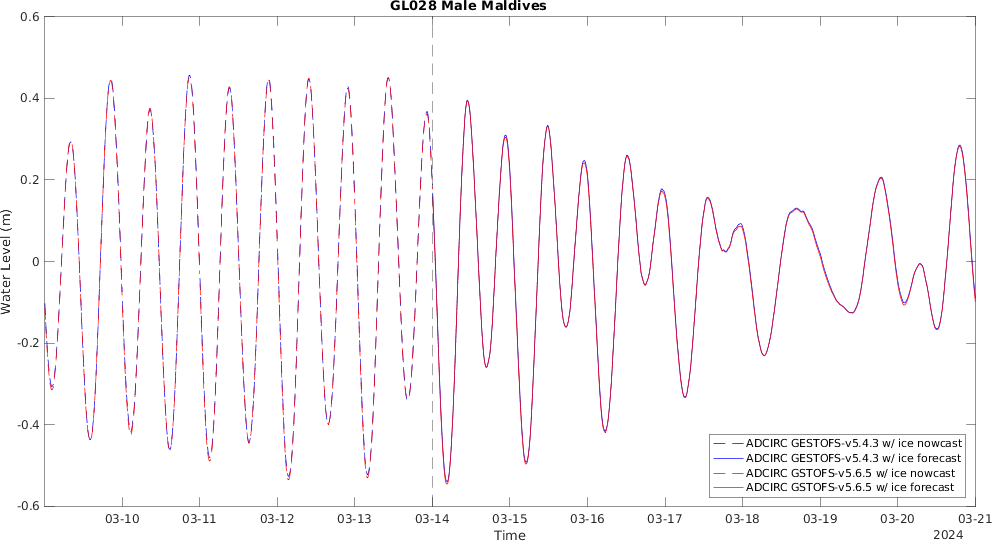 GL028 Male Maldives
Water Level (m)
0.6
0.4
0.2
0
-0.2
-0.4
-0.6
ADCIRC GESTOFS-v5.4.3 w/ ice nowcast
ADCIRC GESTOFS-v5.4.3 w/ ice forecast
ADCIRC GSTOFS-v5.6.5 w/ ice nowcast
ADCIRC GSTOFS-v5.6.5 w/ ice forecast
03-10 03-11 03-12 03-13 03-14 03-15 03-16 03-17 03-18 03-19 03-20 03-21
Time
2024